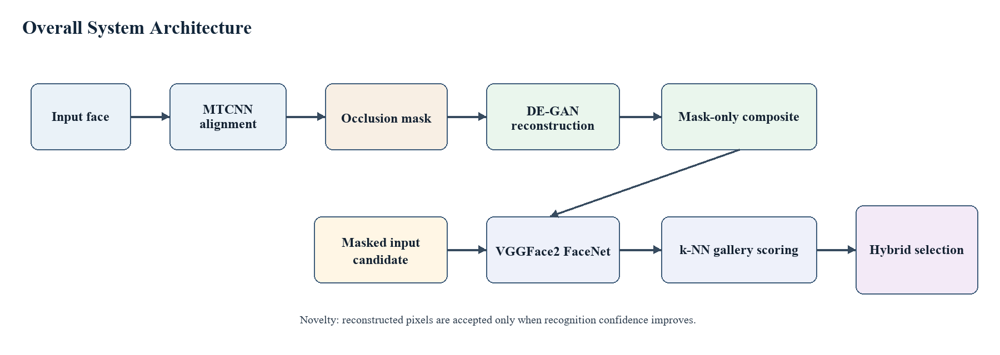 Overall System Architecture
Input face
MTCNN
alignment
Occlusion mask
DE-GAN
reconstruction
Mask-only composite
Masked input
candidate
VGGFace2 FaceNet
k-NN gallery scoring
Hybrid selection
Novelty: reconstructed pixels are accepted only when recognition confidence improves.